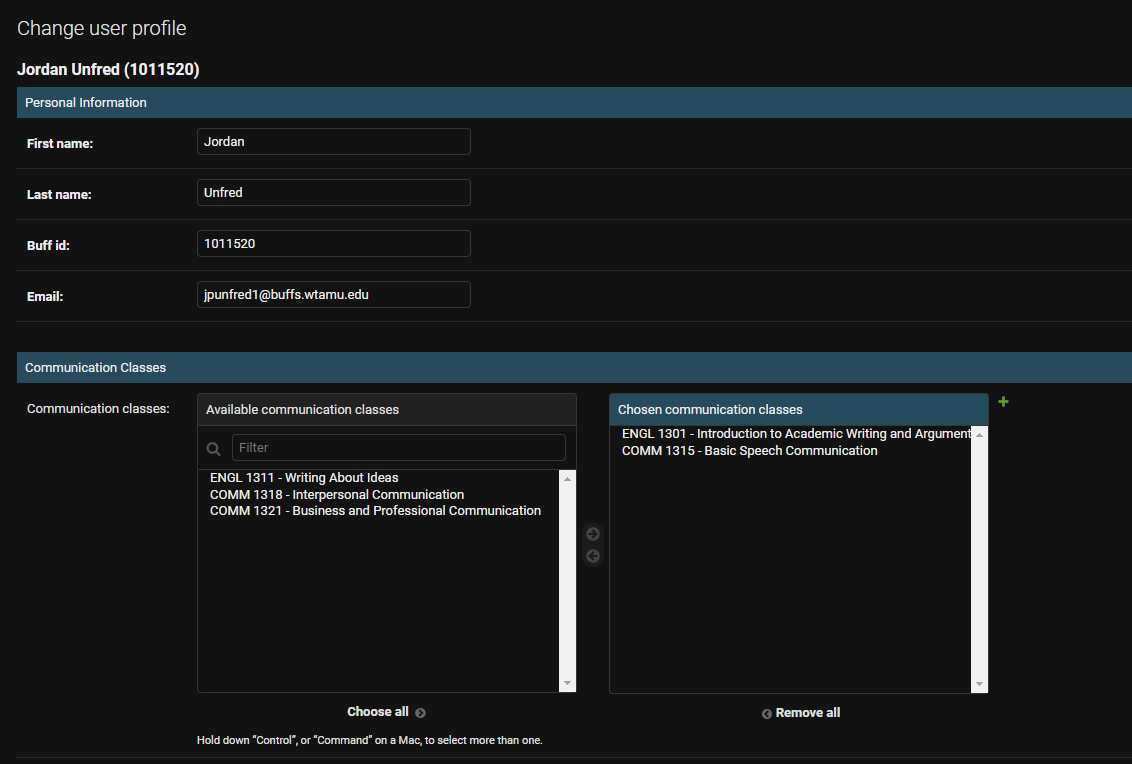 Change user profile
Jordan Unfred (1011520)
Personal Information
First name: Jordan
Last name: Unfred
Buff id: 1011520
Email: jpunfred1@buffs.wtamu.edu
Communication Classes
Communication classes:
Available communication classes
Filter
ENGL 1311 - Writing About Ideas
COMM 1318 - Interpersonal Communication
COMM 1321 - Business and Professional Communication
Choose all
Chosen communication classes
ENGL 1301 - Introduction to Academic Writing and Argument
COMM 1315 - Basic Speech Communication
Remove all
Hold down “Control”, or “Command” on a Mac, to select more than one.